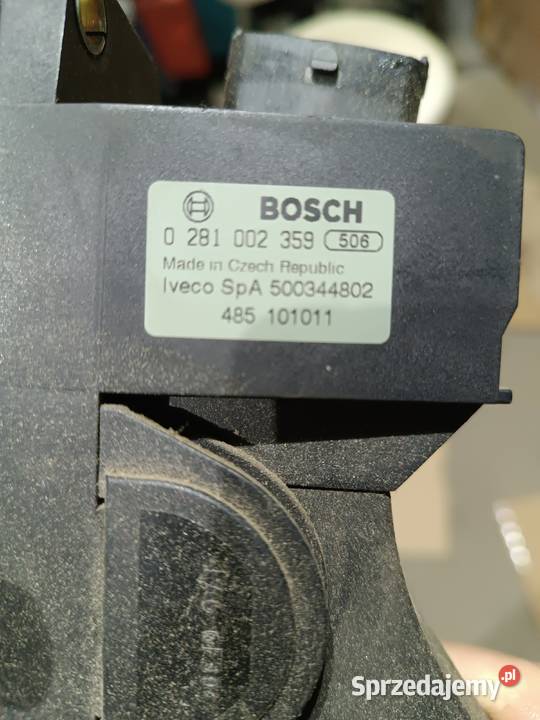 BOSCH
0 281 002 359 506
Made in Czech Republic
Iveco SpA 500344802
485 101011
Sprzedajemy.pl